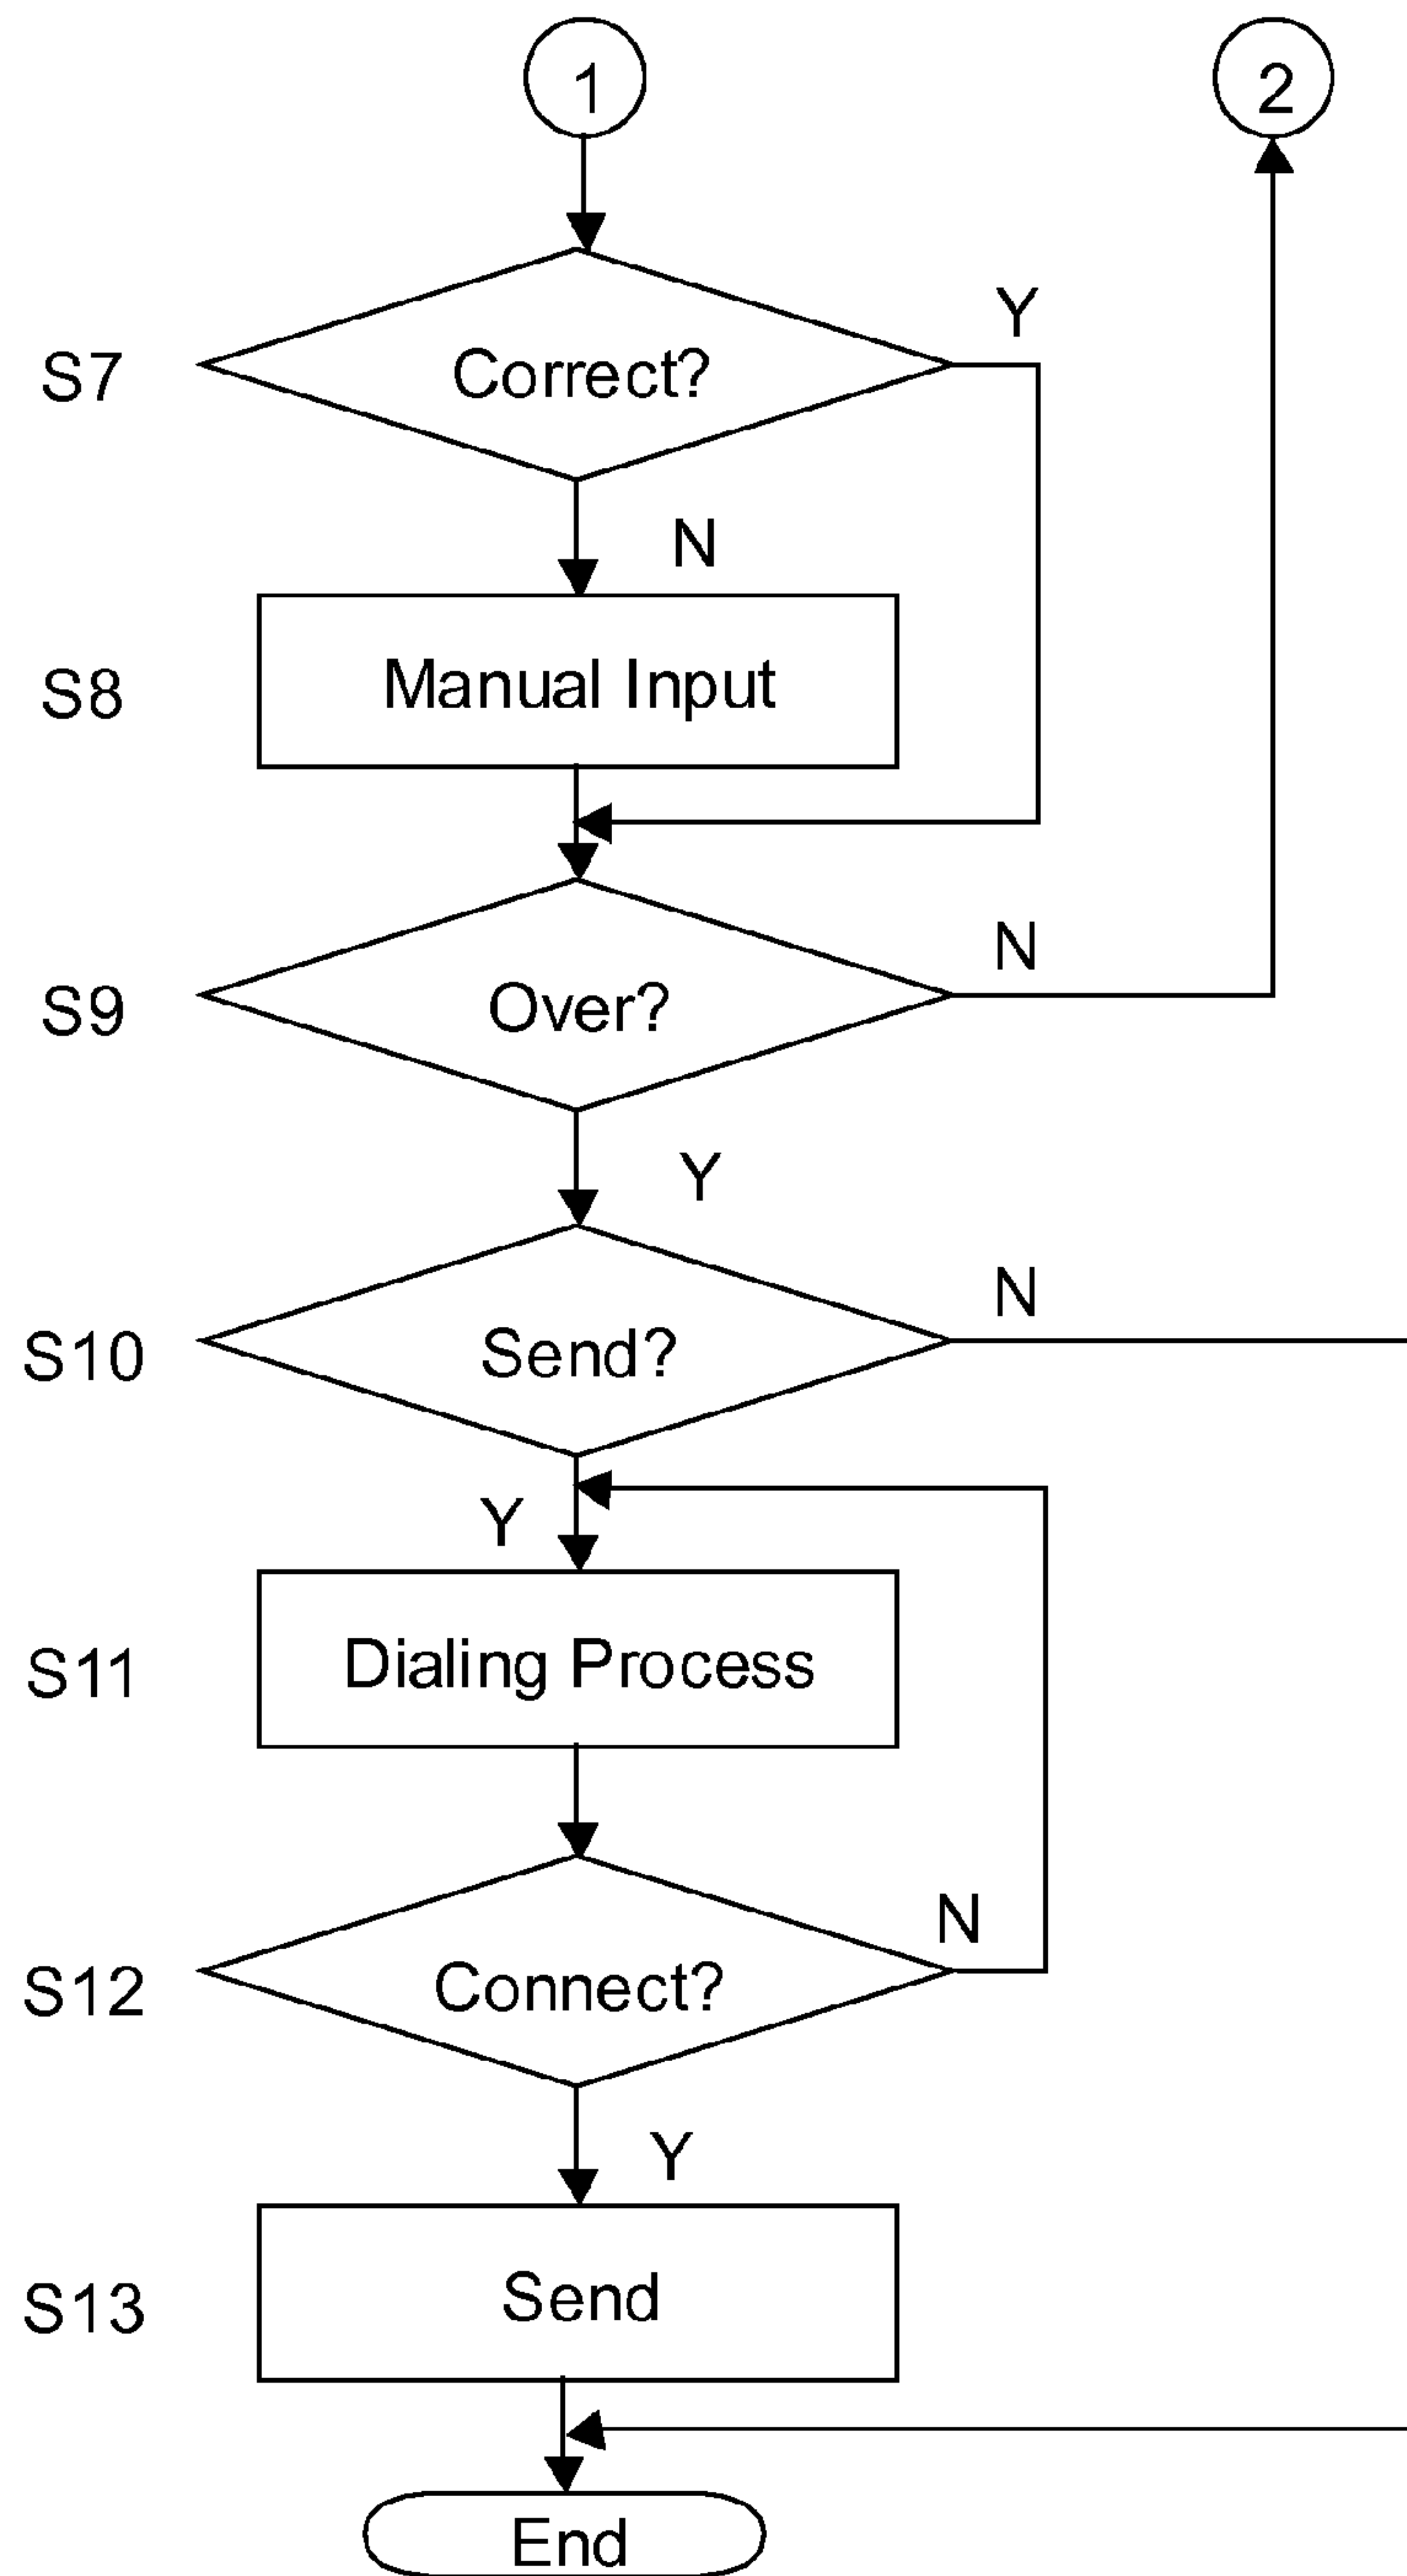 1
2
Y
S7
Correct?
N
S8
Manual Input
N
S9
Over?
Y
N
S10
Send?
Y
S11
Dialing Process
N
S12
Connect?
Y
S13
Send
End